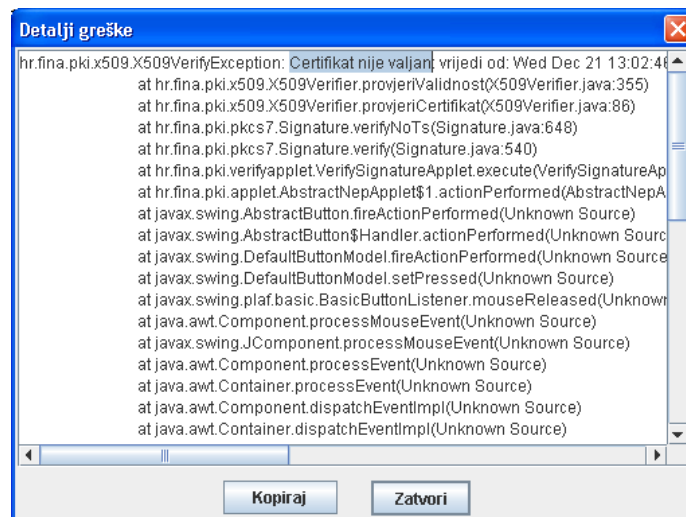 Detalji greške
hr.fina.pki.x509.X509VerifyException: Certifikat nije valjan; vrijedi od: Wed Dec 21 13:02:46
at hr.fina.pki.x509.X509Verifier.provjeriValidnost(X509Verifier.java:355)
at hr.fina.pki.x509.X509Verifier.provjeriCertifikat(X509Verifier.java:86)
at hr.fina.pki.pkcs7.Signature.verifyNoTs(Signature.java:648)
at hr.fina.pki.pkcs7.Signature.verify(Signature.java:540)
at hr.fina.pki.verifyapplet.VerifySignatureApplet.execute(VerifySignatureAp
at hr.fina.pki.applet.AbstractNepApplet$1.actionPerformed(AbstractNepA
at javax.swing.AbstractButton.fireActionPerformed(Unknown Source)
at javax.swing.AbstractButton$Handler.actionPerformed(Unknown Sourc
at javax.swing.DefaultButtonModel.fireActionPerformed(Unknown Source
at javax.swing.DefaultButtonModel.setPressed(Unknown Source)
at javax.swing.plaf.basic.BasicButtonListener.mouseReleased(Unknown
at java.awt.Component.processMouseEvent(Unknown Source)
at javax.swing.JComponent.processMouseEvent(Unknown Source)
at java.awt.Component.processEvent(Unknown Source)
at java.awt.Container.processEvent(Unknown Source)
at java.awt.Component.dispatchEventImpl(Unknown Source)
at java.awt.Container.dispatchEventImpl(Unknown Source)
Kopiraj Zatvori